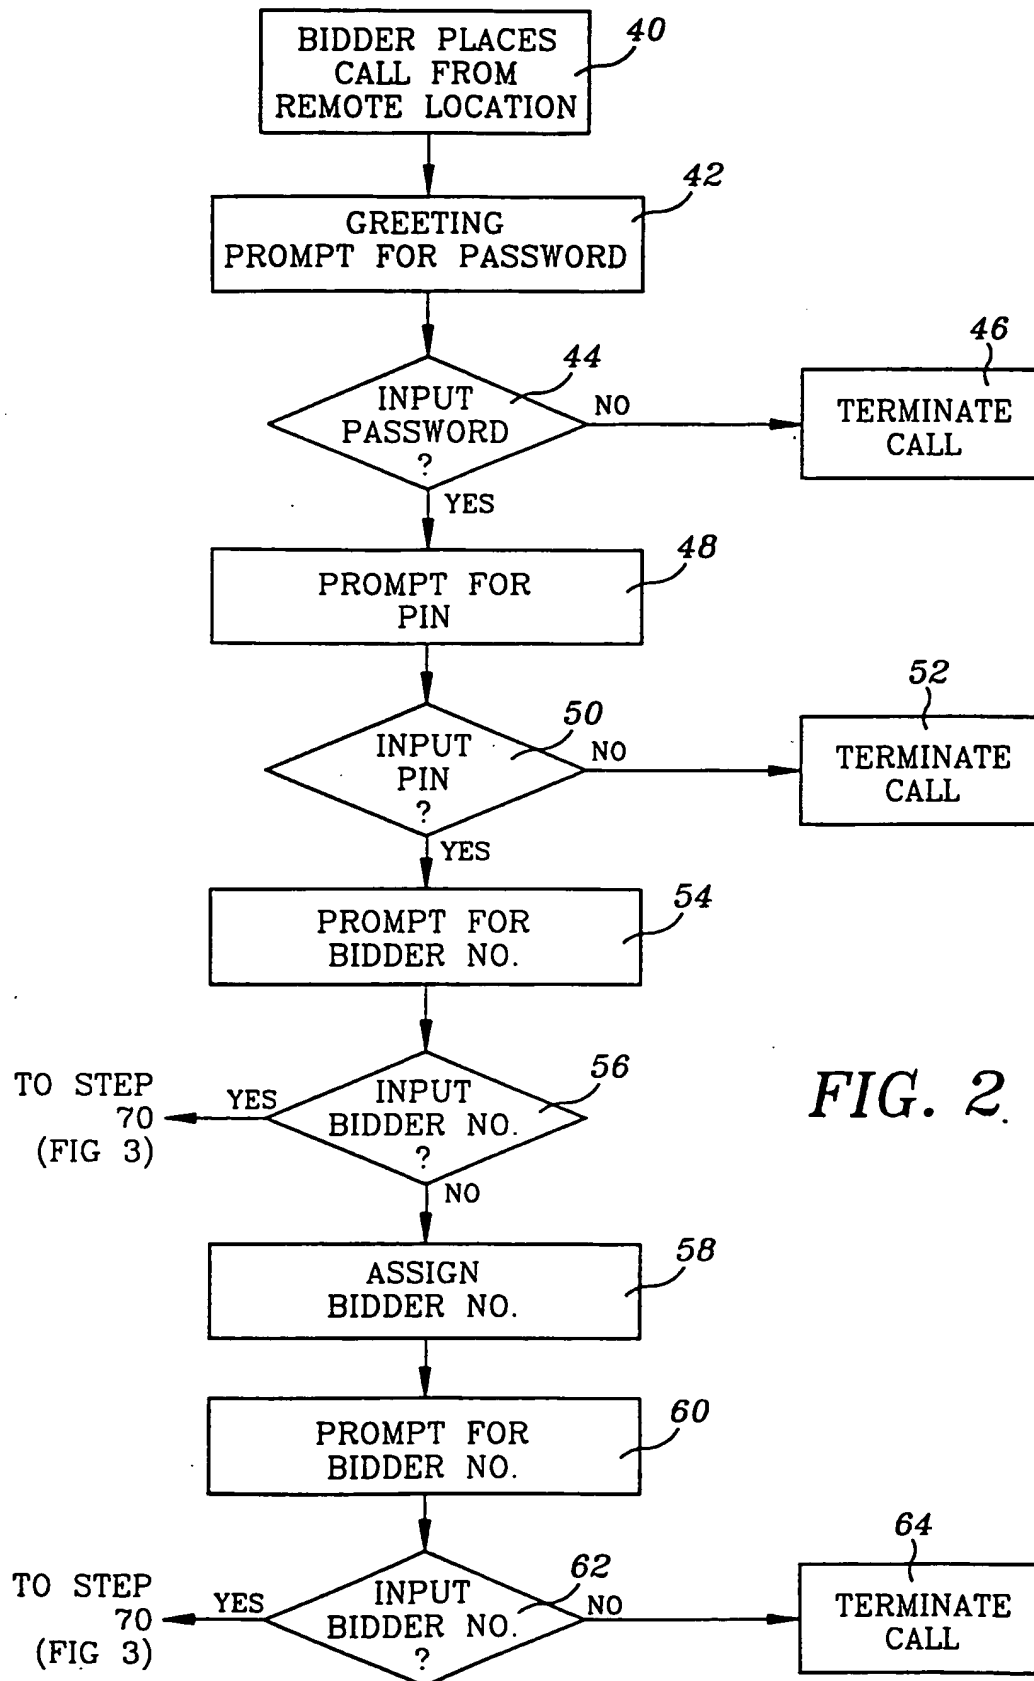 BIDDER PLACES
CALL FROM
REMOTE LOCATION
40
GREETING
PROMPT FOR PASSWORD
42
INPUT
PASSWORD
?
44
NO
TERMINATE
CALL
46
YES
PROMPT FOR
PIN
48
INPUT
PIN
?
50
NO
TERMINATE
CALL
52
YES
PROMPT FOR
BIDDER NO.
54
INPUT
BIDDER NO.
?
56
YES
TO STEP
70
(FIG 3)
FIG. 2
NO
ASSIGN
BIDDER NO.
58
PROMPT FOR
BIDDER NO.
60
INPUT
BIDDER NO.
?
62
YES
TO STEP
70
(FIG 3)
NO
TERMINATE
CALL
64